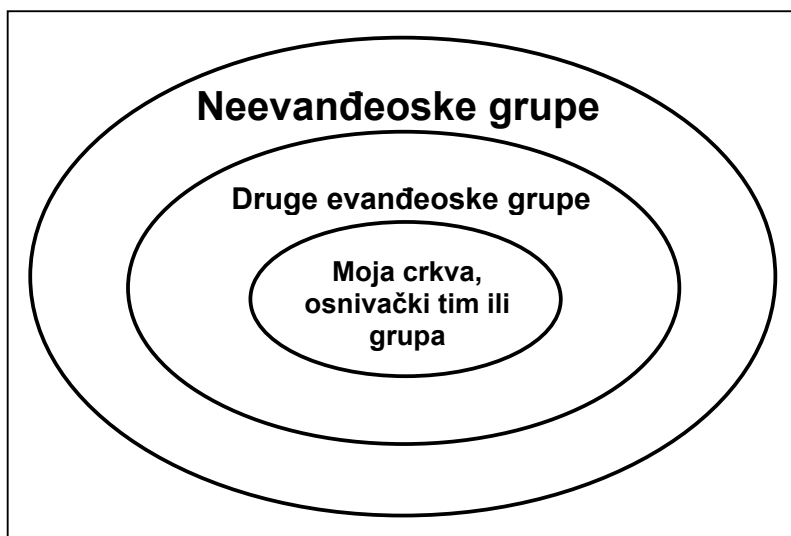 Neevanđeoske grupe
Druge evanđeoske grupe
Moja crkva,
osnivački tim ili
grupa